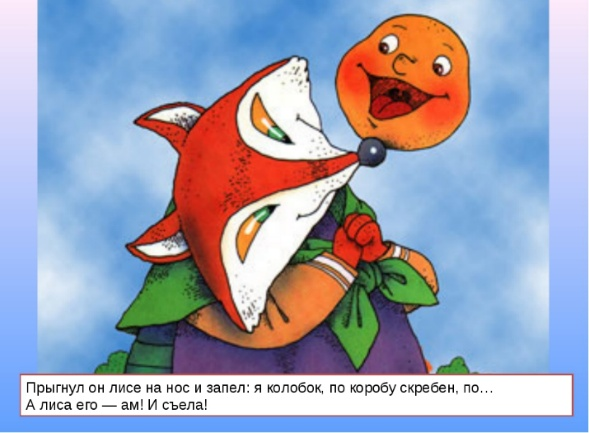 Прыгнул он лисе на нос и запел: я колобок, по коробу скребен, по…
А лиса его — ам! И съела!